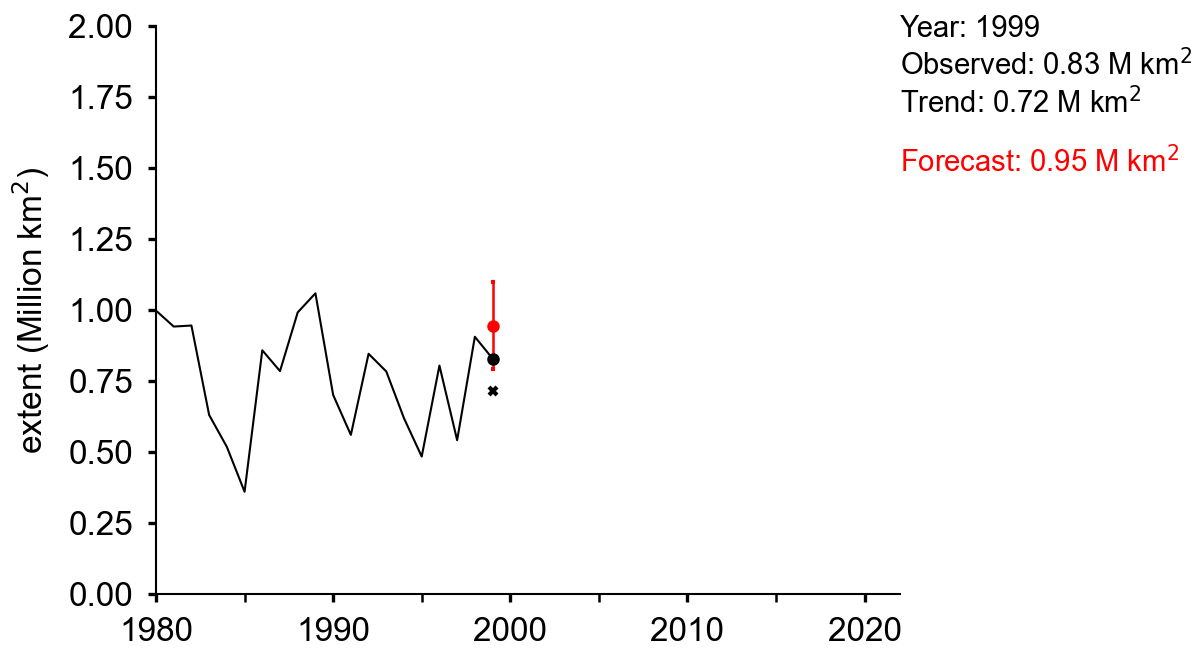 2.00
1.75
1.50
1.25
1.00
0.75
0.50
0.25
0.00
extent (Million km²)
1980
1990
2000
2010
2020
Year: 1999
Observed: 0.83 M km²
Trend: 0.72 M km²
Forecast: 0.95 M km²